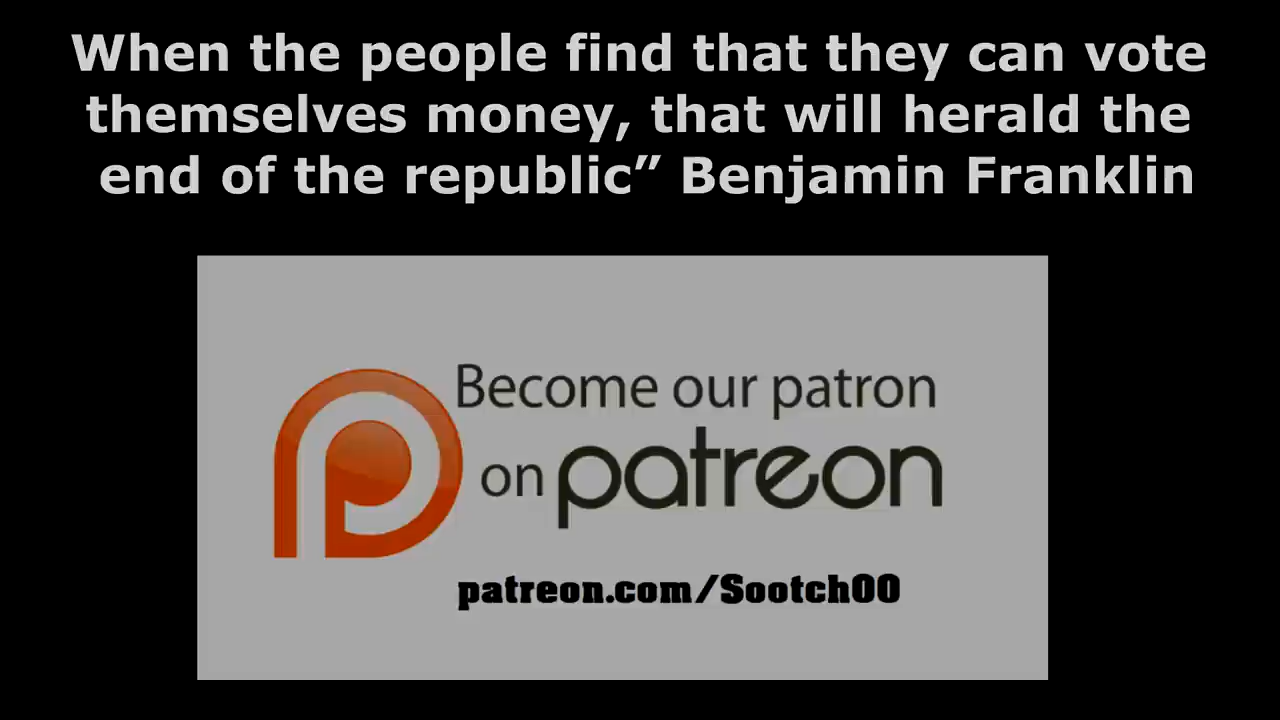 When the people find that they can vote
themselves money, that will herald the
end of the republic” Benjamin Franklin
Become our patron
on patreon
patreon.com/Sootch00